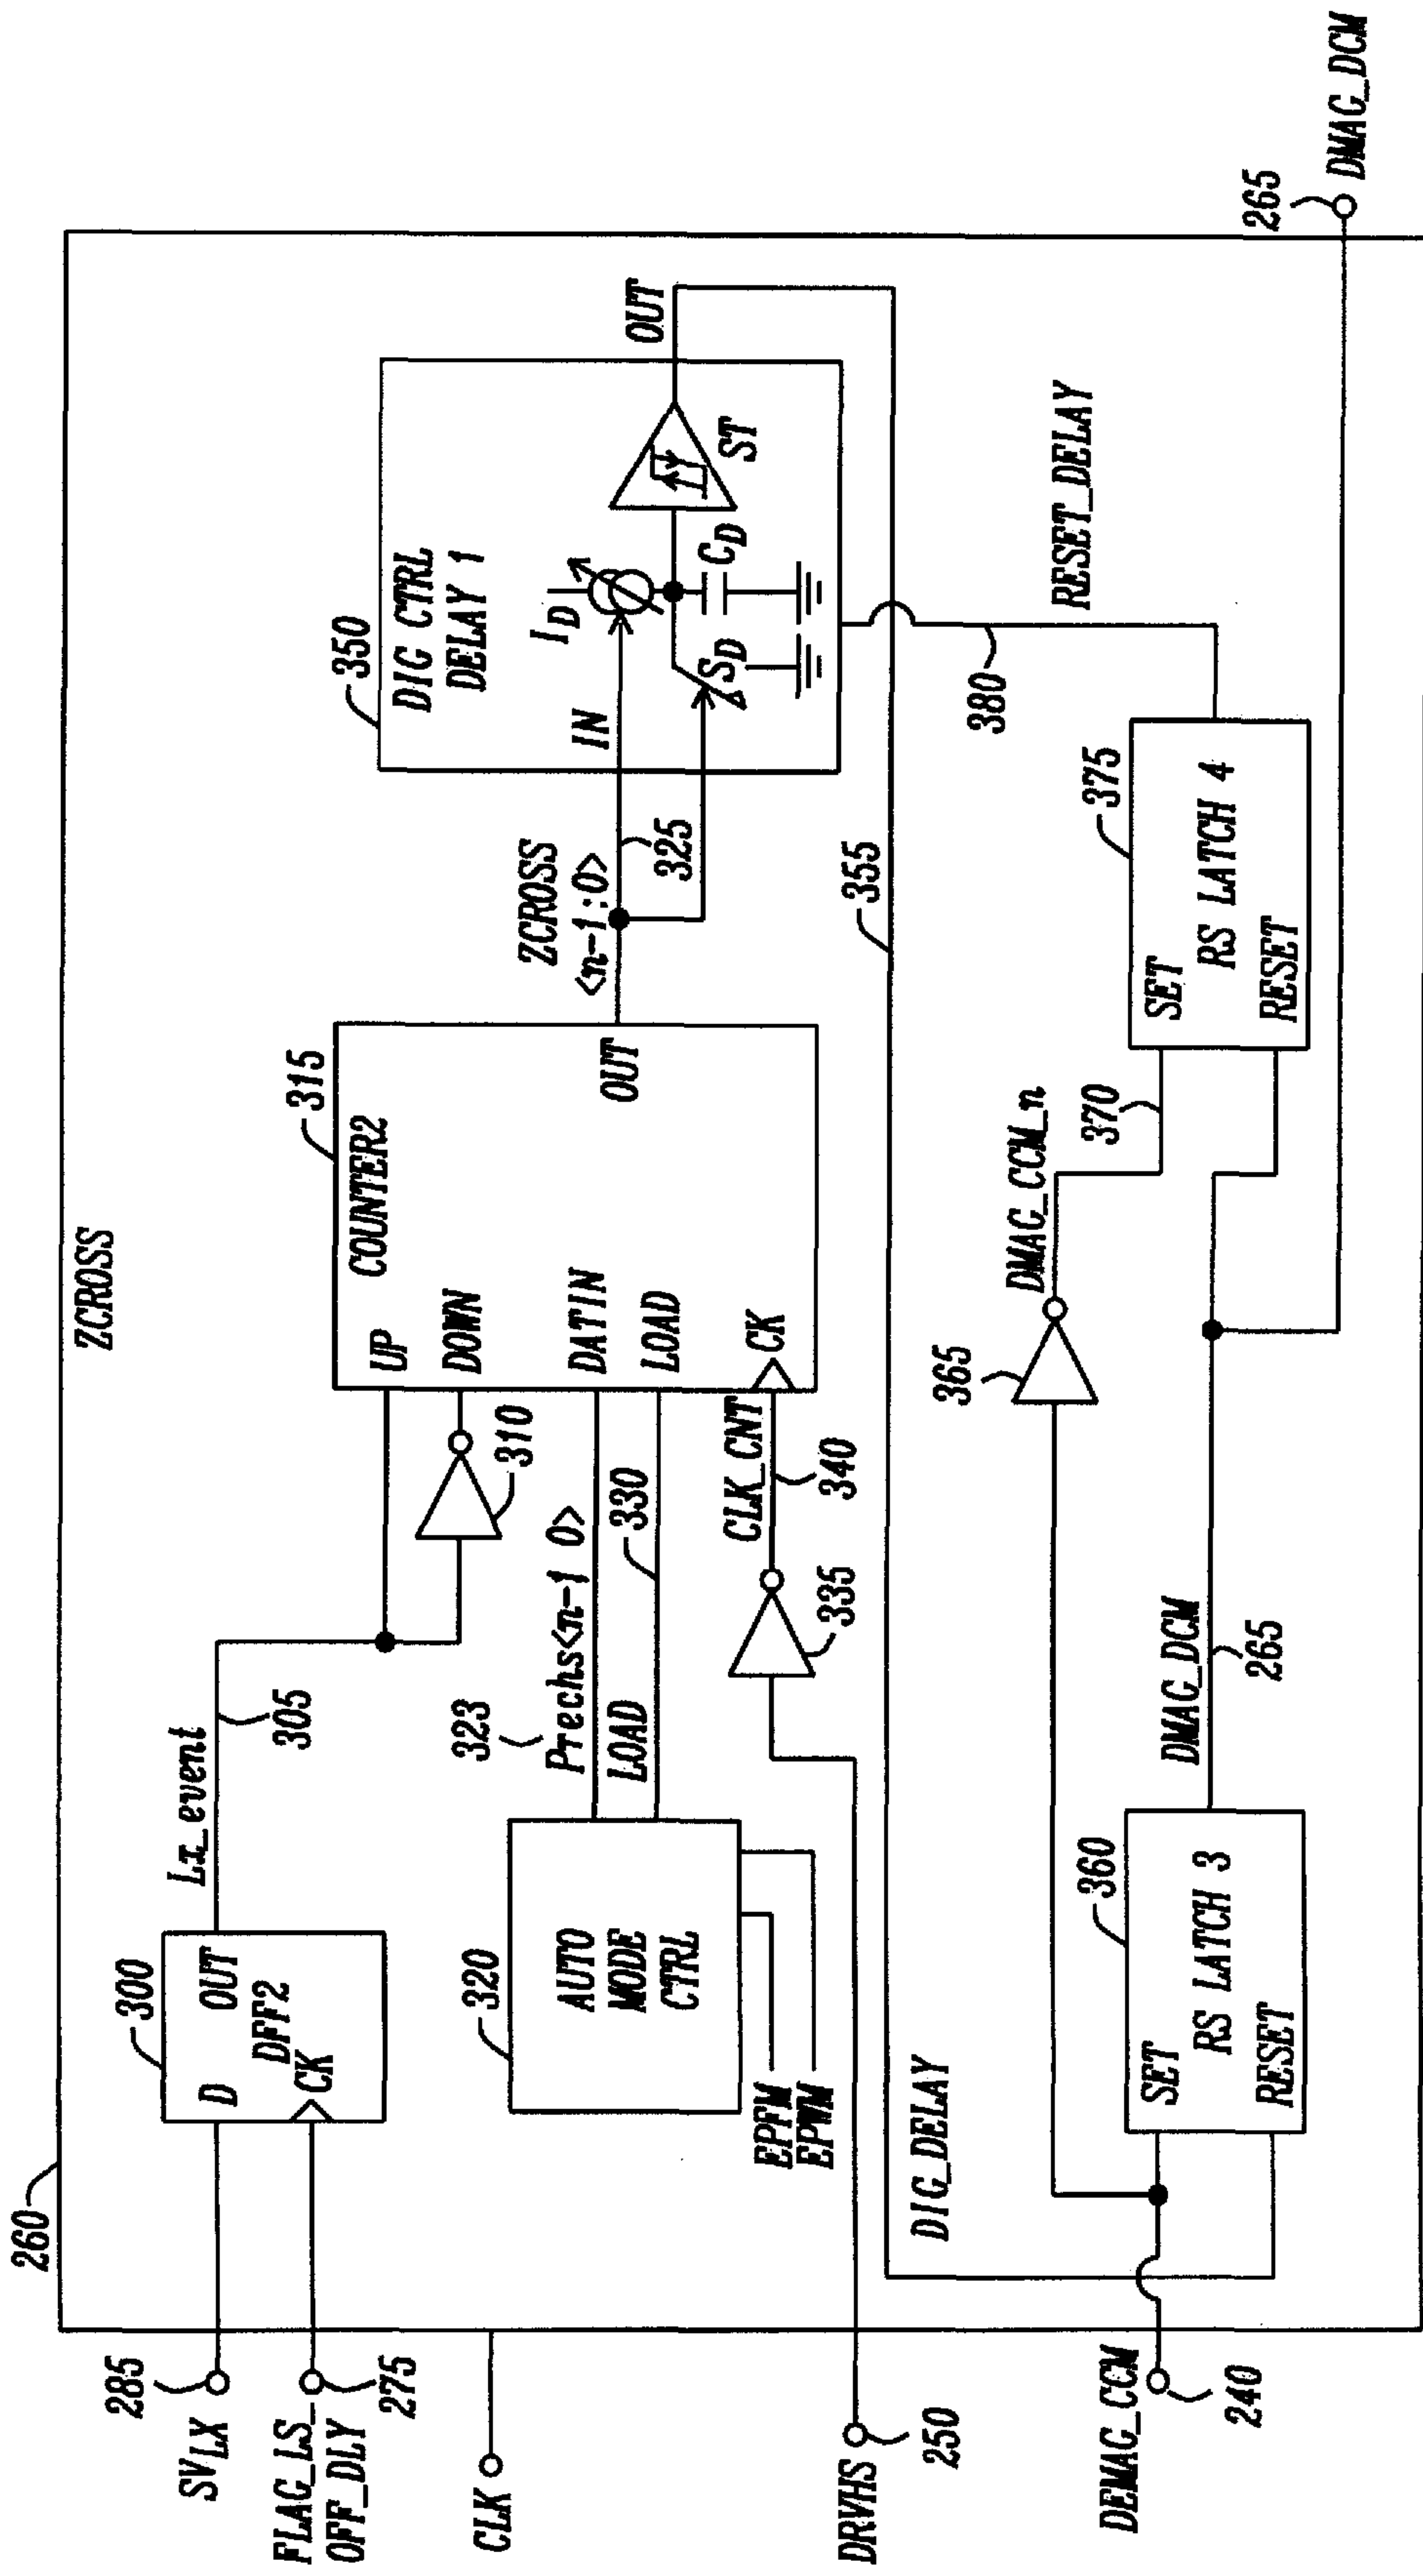 ZCROSS
260
285
SVLX
FLAG_LS_
OFF_DLY
275
CLK
DRVHS
250
DEMAG_CCM
240
300
D
OUT
DFF2
CK
Lx_event
305
310
320
AUTO
MODE
CTRL
EPFM
EPWM
323
Prechs<n-1 0>
LOAD
330
335
CLK_CNT
340
315
COUNTER2
UP
DOWN
DATIN
LOAD
CK
OUT
ZCROSS
<n-1:0>
325
350
DIG CTRL
DELAY 1
IN
ID
SD
CD
ST
OUT
355
DIG_DELAY
360
SET
RS LATCH 3
RESET
DMAG_DCM
265
365
DMAG_CCM_n
370
375
SET
RS LATCH 4
RESET
380
RESET_DELAY
265
DMAG_DCM